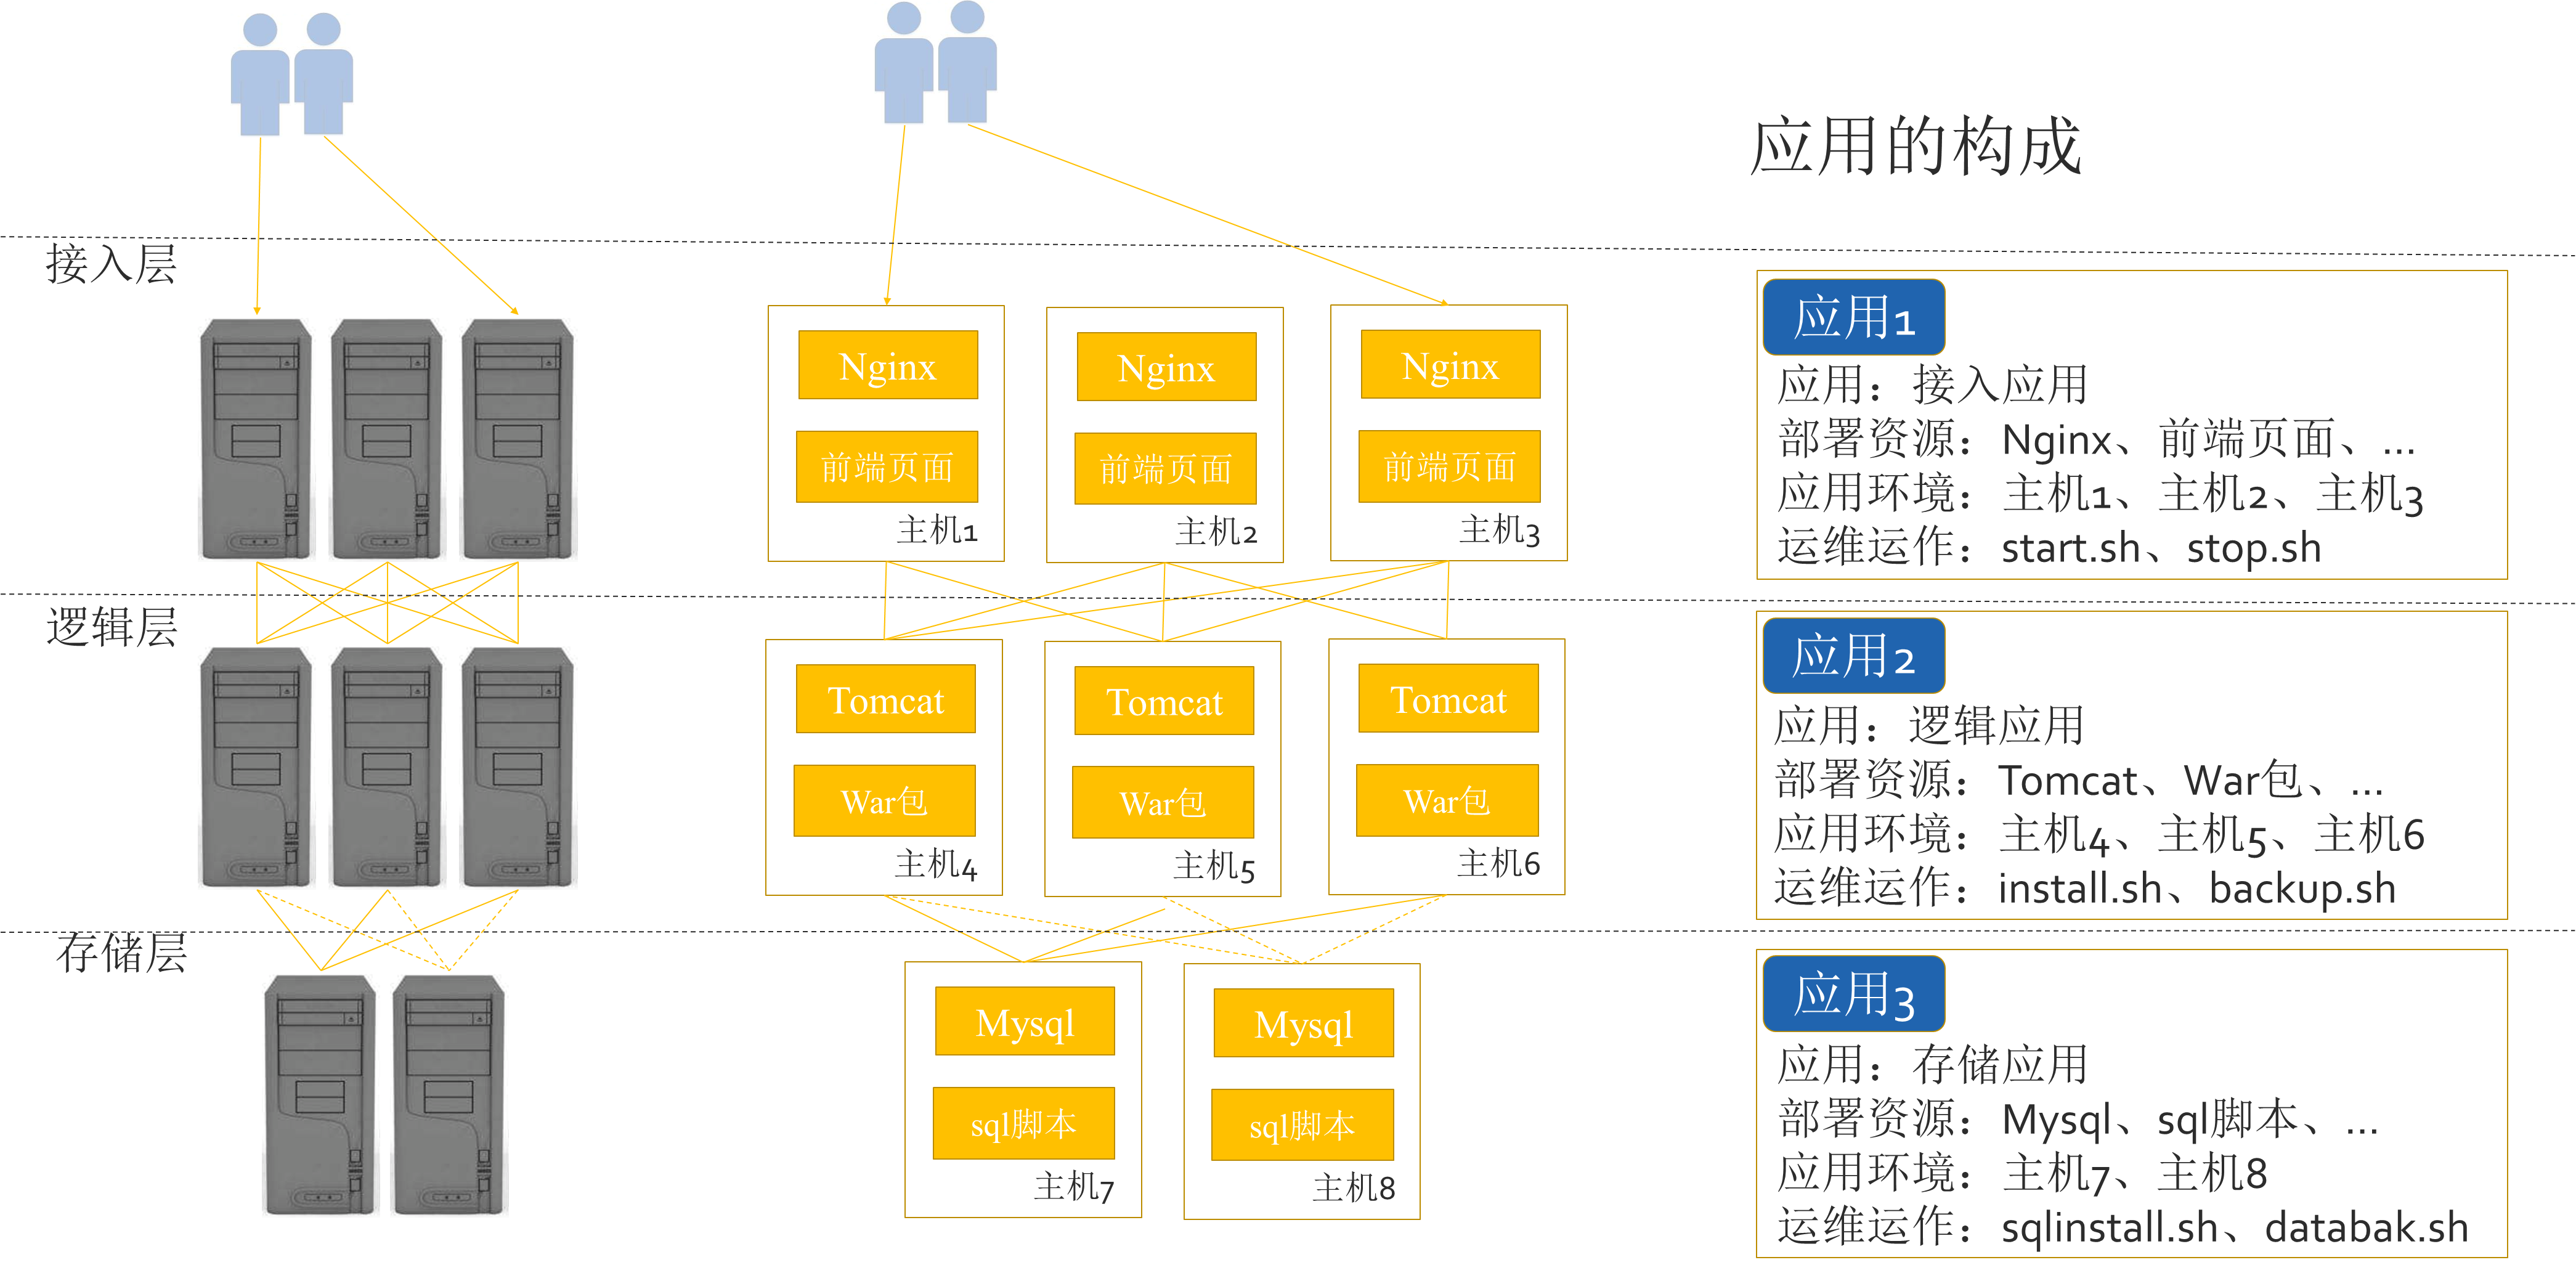 应用的构成
接入层
Nginx
前端页面
主机1
Nginx
前端页面
主机2
Nginx
前端页面
主机3
应用1
应用：接入应用
部署资源：Nginx、前端页面、...
应用环境：主机1、主机2、主机3
运维运作：start.sh、stop.sh
逻辑层
Tomcat
War包
主机4
Tomcat
War包
主机5
Tomcat
War包
主机6
应用2
应用：逻辑应用
部署资源：Tomcat、War包、...
应用环境：主机4、主机5、主机6
运维运作：install.sh、backup.sh
存储层
Mysql
sql脚本
主机7
Mysql
sql脚本
主机8
应用3
应用：存储应用
部署资源：Mysql、sql脚本、...
应用环境：主机7、主机8
运维运作：sqlinstall.sh、databak.sh